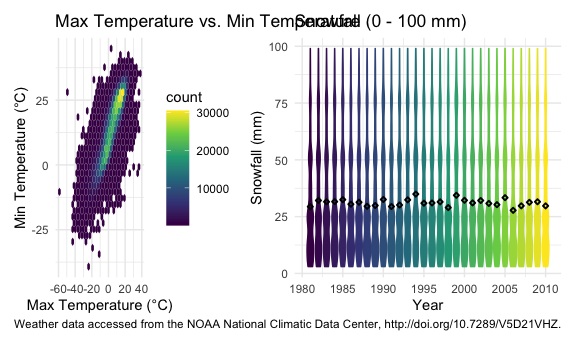 Max Temperature vs. Min Temperature
Snowfall (0 - 100 mm)
Min Temperature (°C)
25
0
-25
-60-40-20 0 20 40
Max Temperature (°C)
count
30000
20000
10000
Snowfall (mm)
100
75
50
25
0
1980 1985 1990 1995 2000 2005 2010
Year
Weather data accessed from the NOAA National Climatic Data Center, http://doi.org/10.7289/V5D21VHZ.